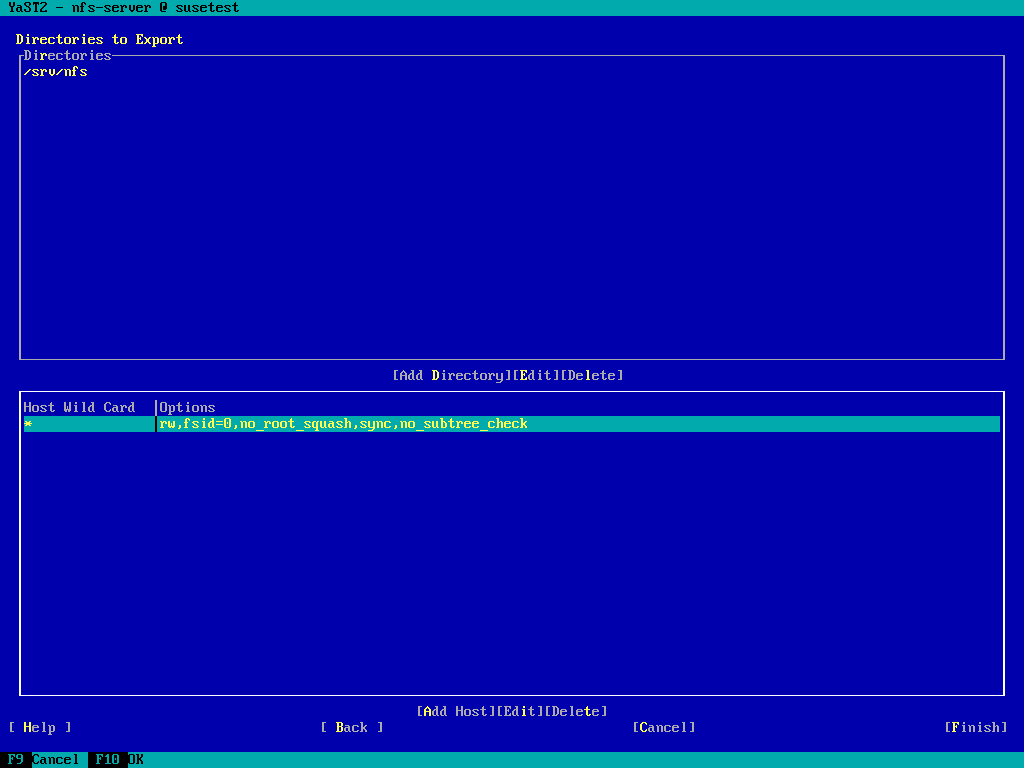 YaST2 - nfs-server @ susetest
Directories to Export
Directories
/srv/nfs
[Add Directory][Edit][Delete]
Host Wild Card |Options
* rw,fsid=0,no_root_squash,sync,no_subtree_check
[Add Host][Edit][Delete]
[ Help ] [ Back ] [Cancel] [Finish]
F9 Cancel F10 OK